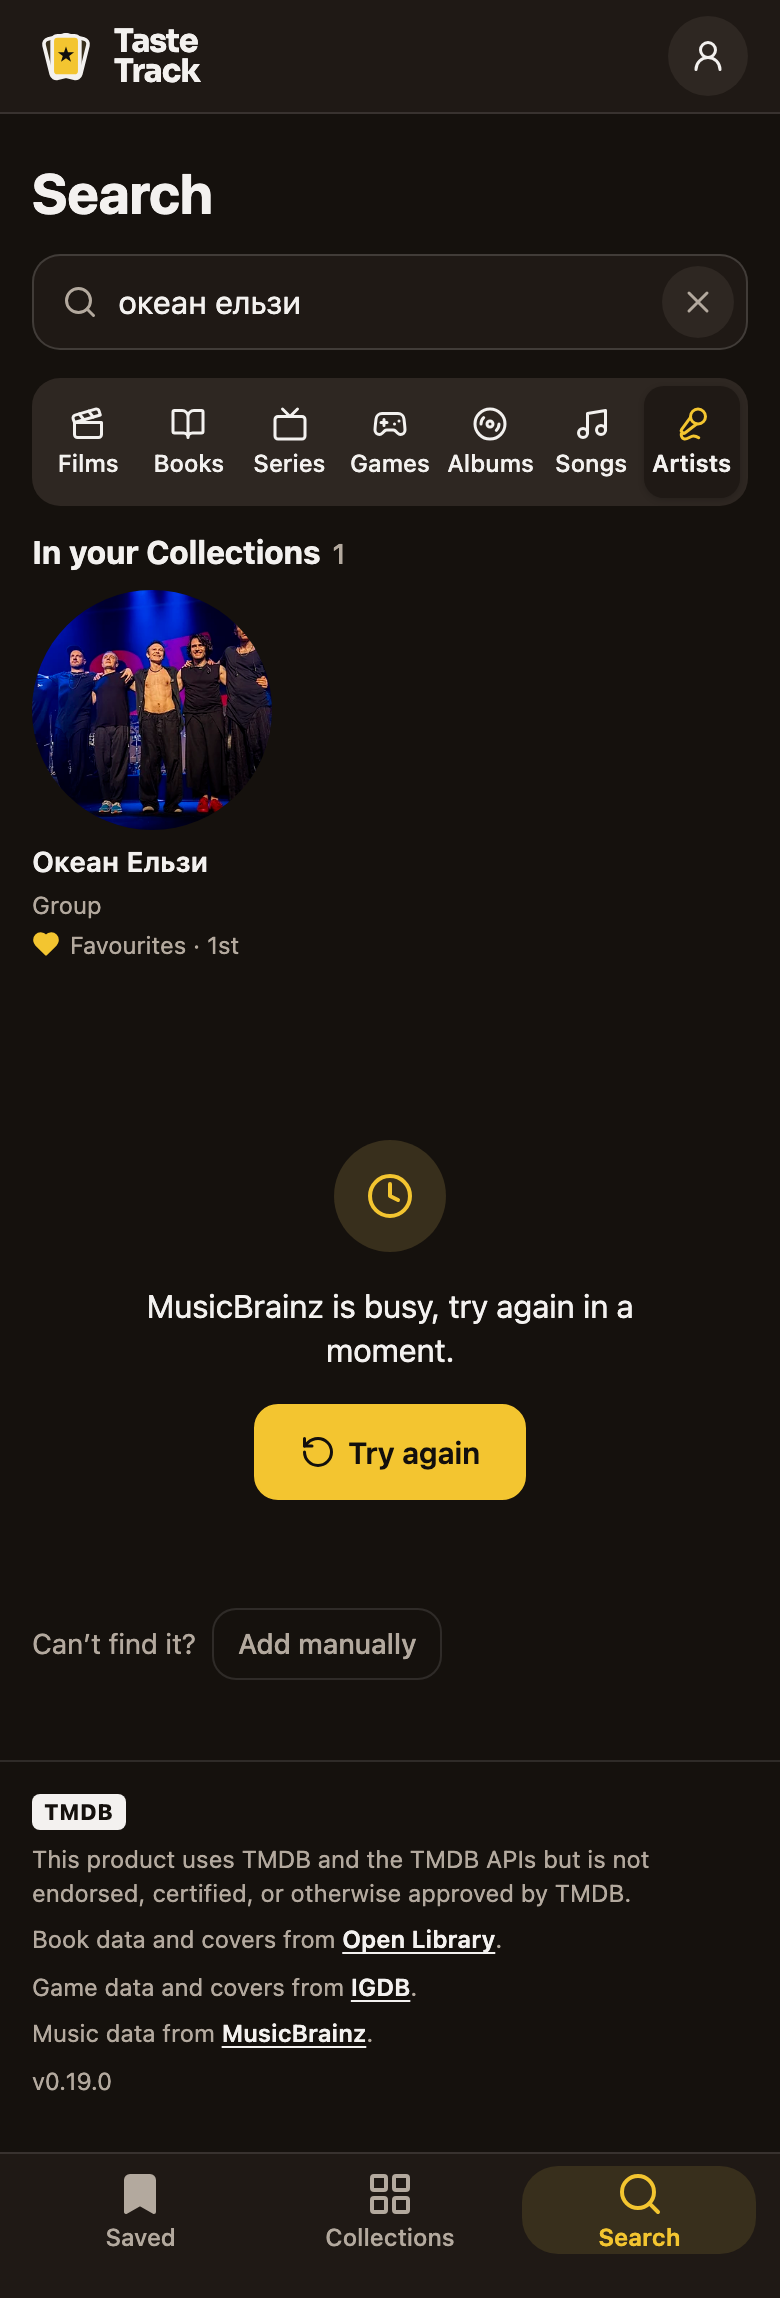 Taste
Track
Search
океан ельзи
Films
Books
Series
Games
Albums
Songs
Artists
In your Collections 1
Океан Ельзи
Group
Favourites · 1st
MusicBrainz is busy, try again in a
moment.
Try again
Can’t find it?
Add manually
TMDB
This product uses TMDB and the TMDB APIs but is not
endorsed, certified, or otherwise approved by TMDB.
Book data and covers from Open Library.
Game data and covers from IGDB.
Music data from MusicBrainz.
v0.19.0
Saved
Collections
Search